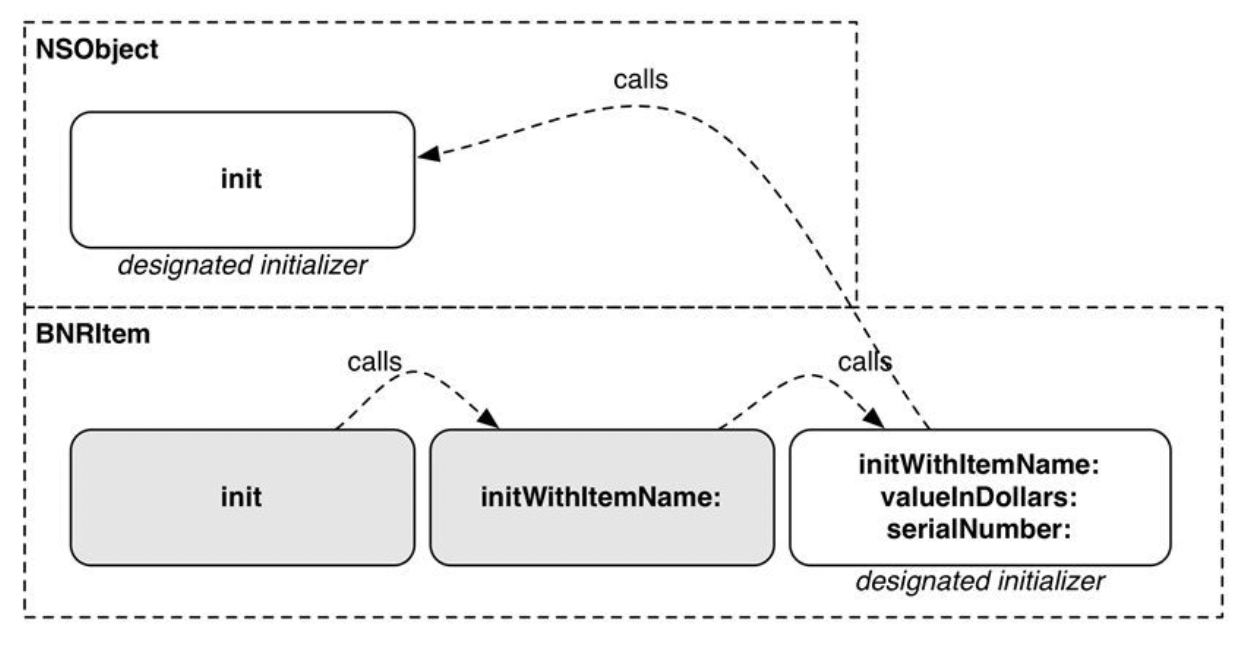 NSObject
calls
init
designated initializer
BNRItem
calls
calls
init
initWithItemName:
initWithItemName:
valueInDollars:
serialNumber:
designated initializer